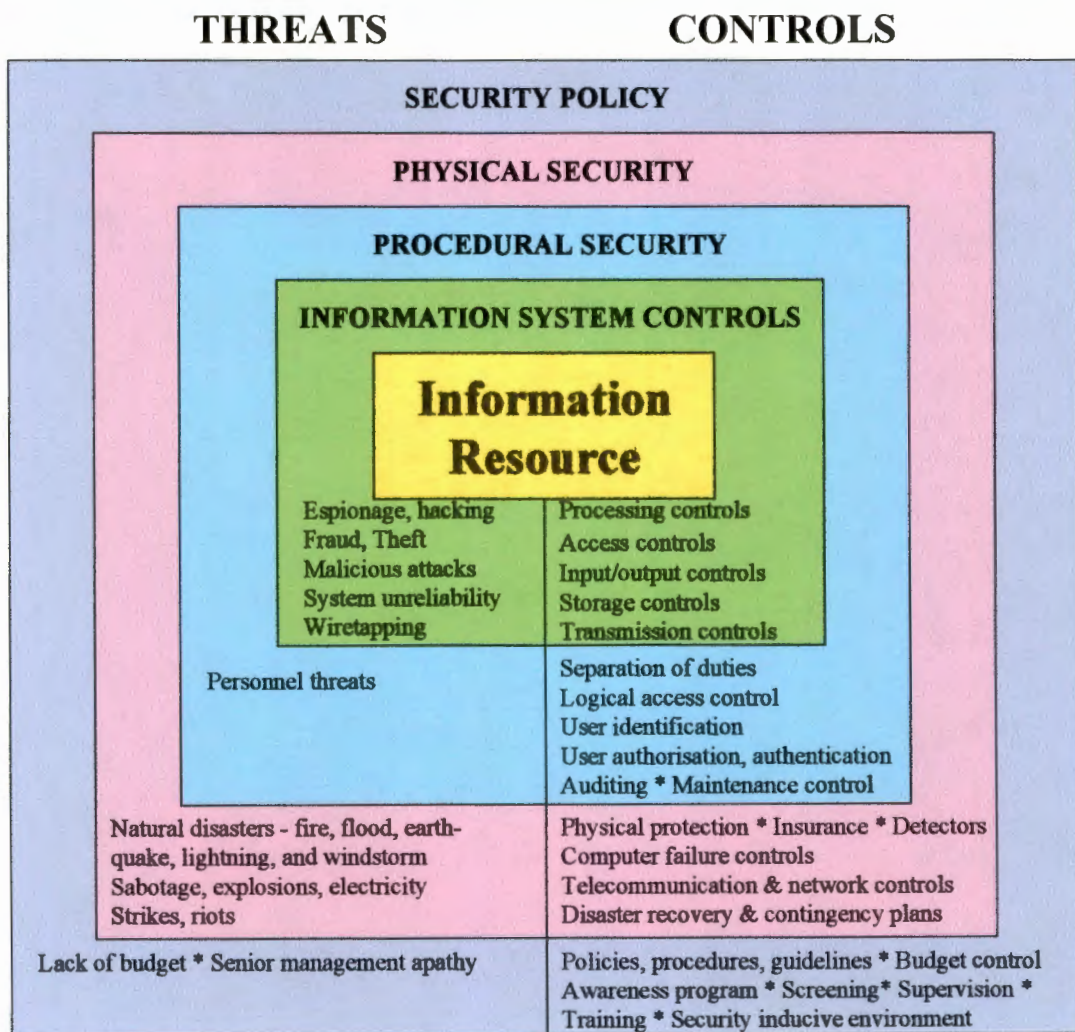 THREATS CONTROLS
SECURITY POLICY
PHYSICAL SECURITY
PROCEDURAL SECURITY
INFORMATION SYSTEM CONTROLS
Information
Resource
Espionage, hacking
Fraud, Theft
Malicious attacks
System unreliability
Wiretapping
Processing controls
Access controls
Input/output controls
Storage controls
Transmission controls
Personnel threats
Separation of duties
Logical access control
User identification
User authorisation, authentication
Auditing * Maintenance control
Natural disasters - fire, flood, earth-
quake, lightning, and windstorm
Sabotage, explosions, electricity
Strikes, riots
Physical protection * Insurance * Detectors
Computer failure controls
Telecommunication & network controls
Disaster recovery & contingency plans
Lack of budget * Senior management apathy
Policies, procedures, guidelines * Budget control
Awareness program * Screening* Supervision *
Training * Security inducive environment